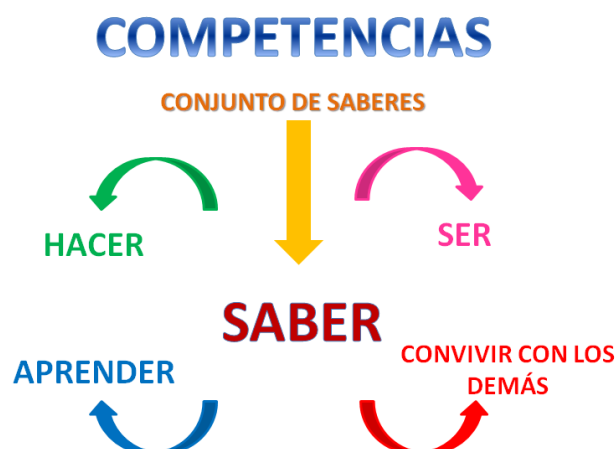 COMPETENCIAS
CONJUNTO DE SABERES
HACER
SER
SABER
APRENDER
CONVIVIR CON LOS
DEMÁS